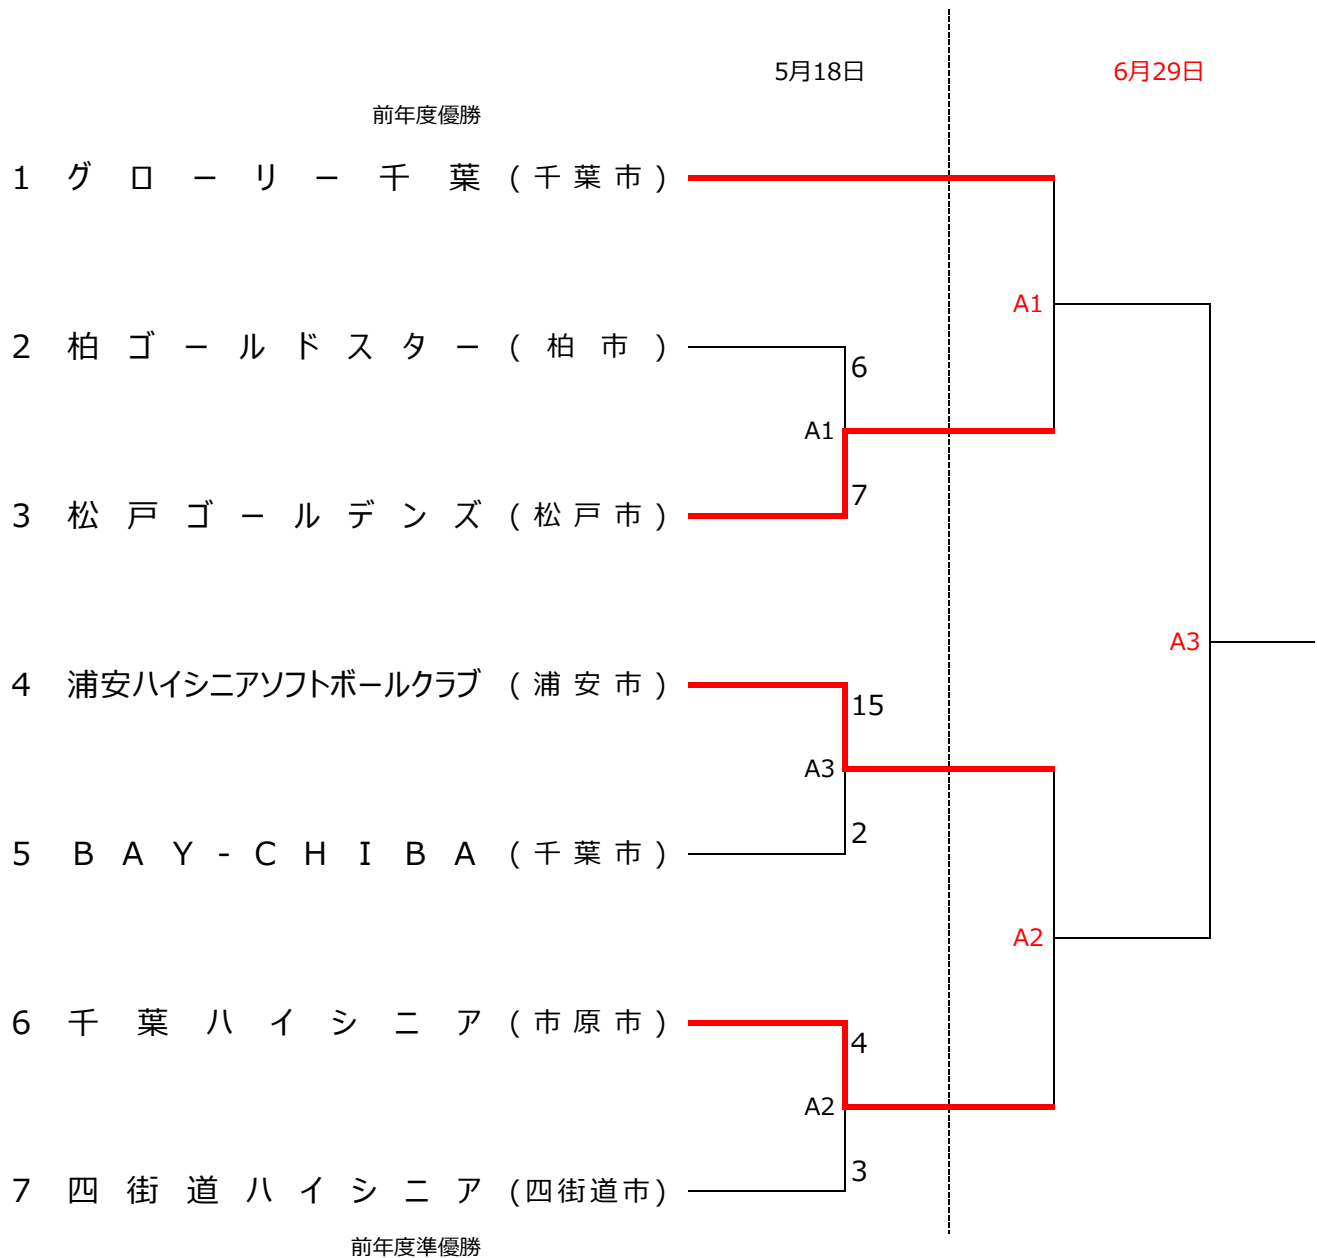 5月18日 6月29日
前年度優勝
1 グローリー千葉 (千葉市)
A1
2 柏ゴールドスター (柏市)
6
A1
7
3 松戸ゴールデンズ (松戸市)
A3
4 浦安ハイシニアソフトボールクラブ (浦安市)
15
A3
2
5 BAY-CHIBA (千葉市)
A2
6 千葉ハイシニア (市原市)
4
A2
3
7 四街道ハイシニア (四街道市)
前年度準優勝